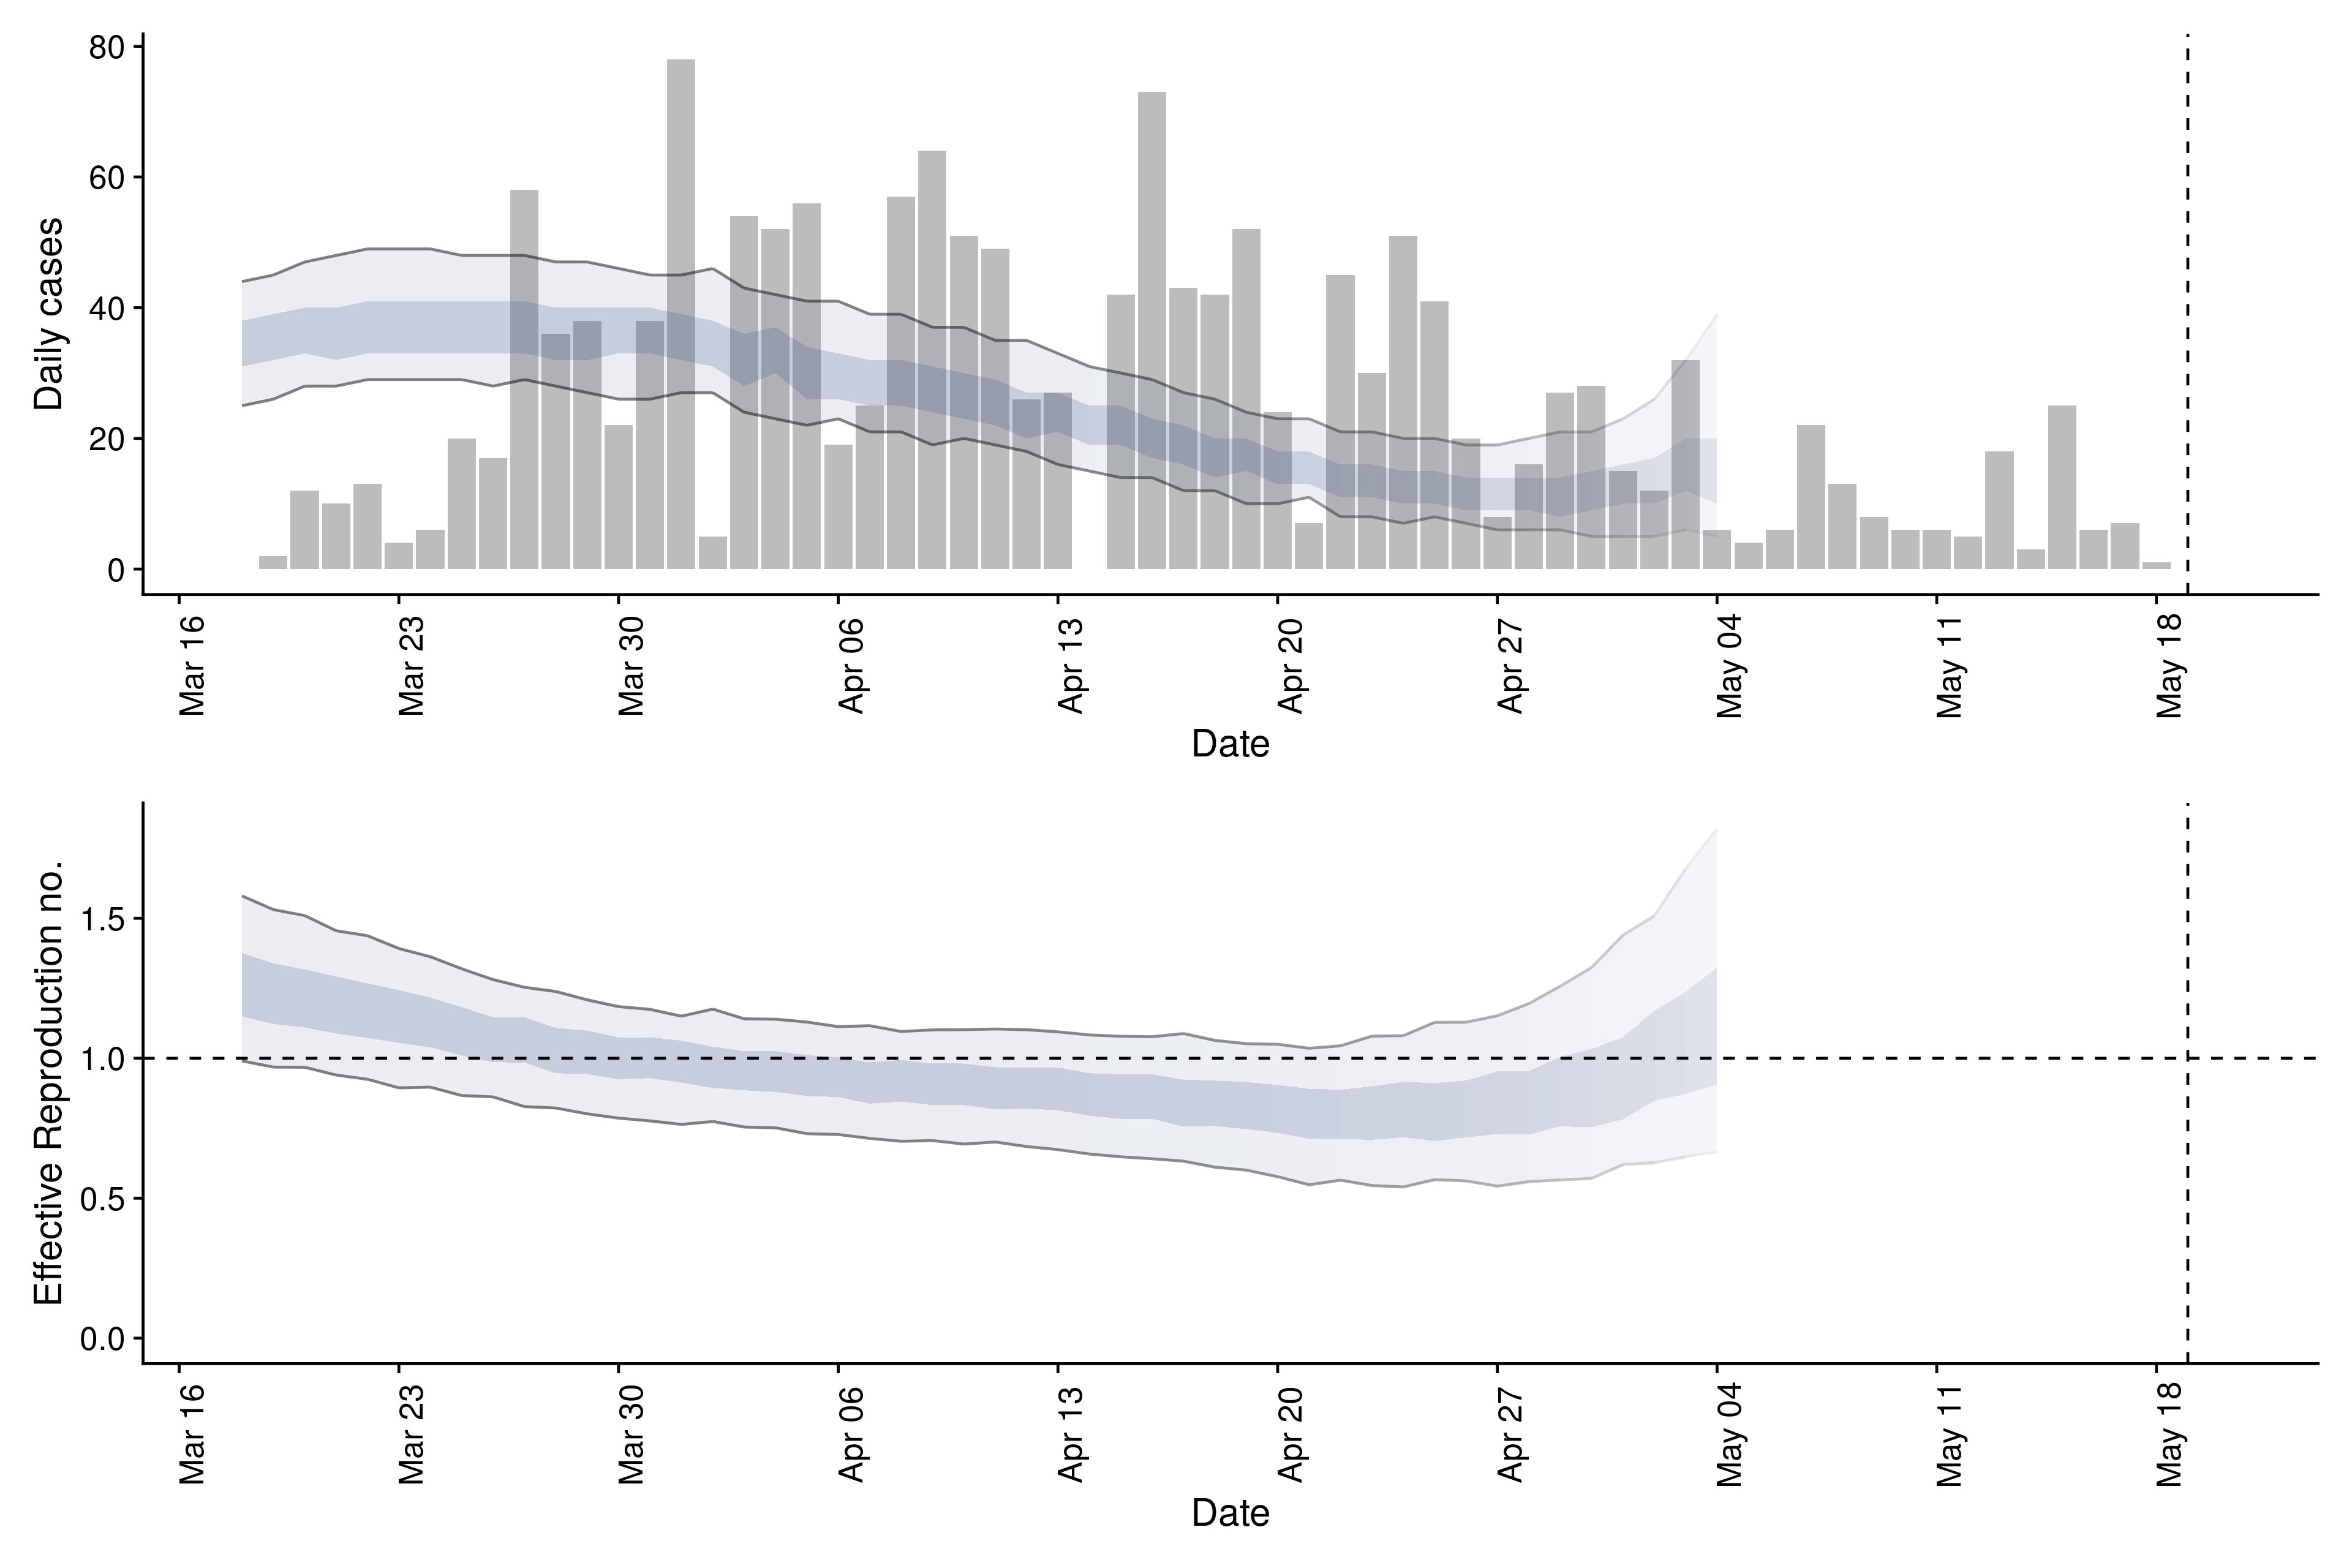 Daily cases
80
60
40
20
0
Mar 16
Mar 23
Mar 30
Apr 06
Apr 13
Apr 20
Apr 27
May 04
May 11
May 18
Date
Effective Reproduction no.
1.5
1.0
0.5
0.0
Mar 16
Mar 23
Mar 30
Apr 06
Apr 13
Apr 20
Apr 27
May 04
May 11
May 18
Date